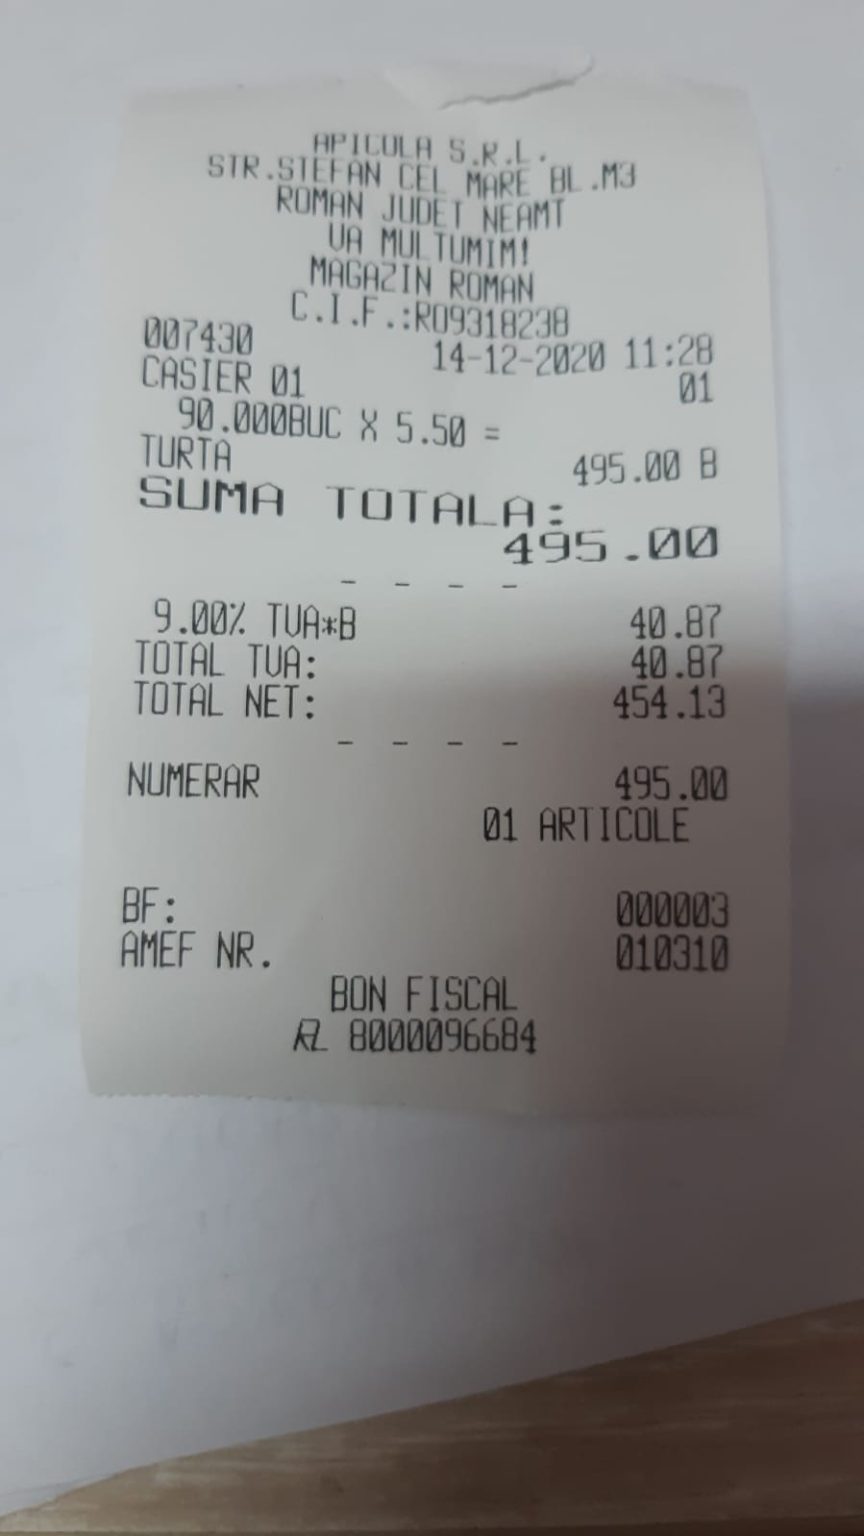 APICOLA S.R.L.
STR.STEFAN CEL MARE BL.M3
ROMAN JUDET NEAMT
VA MULTUMIM!
MAGAZIN ROMAN
C.I.F.:RO9318238
007430 14-12-2020 11:28
CASIER 01 01
90.000BUC X 5.50 =
TURTA 495.00 B
SUMA TOTALA:
495.00
- - - -
9.00% TVA*B 40.87
TOTAL TVA: 40.87
TOTAL NET: 454.13
- - - -
NUMERAR 495.00
01 ARTICOLE
BF: 000003
AMEF NR. 010310
BON FISCAL
8000096684